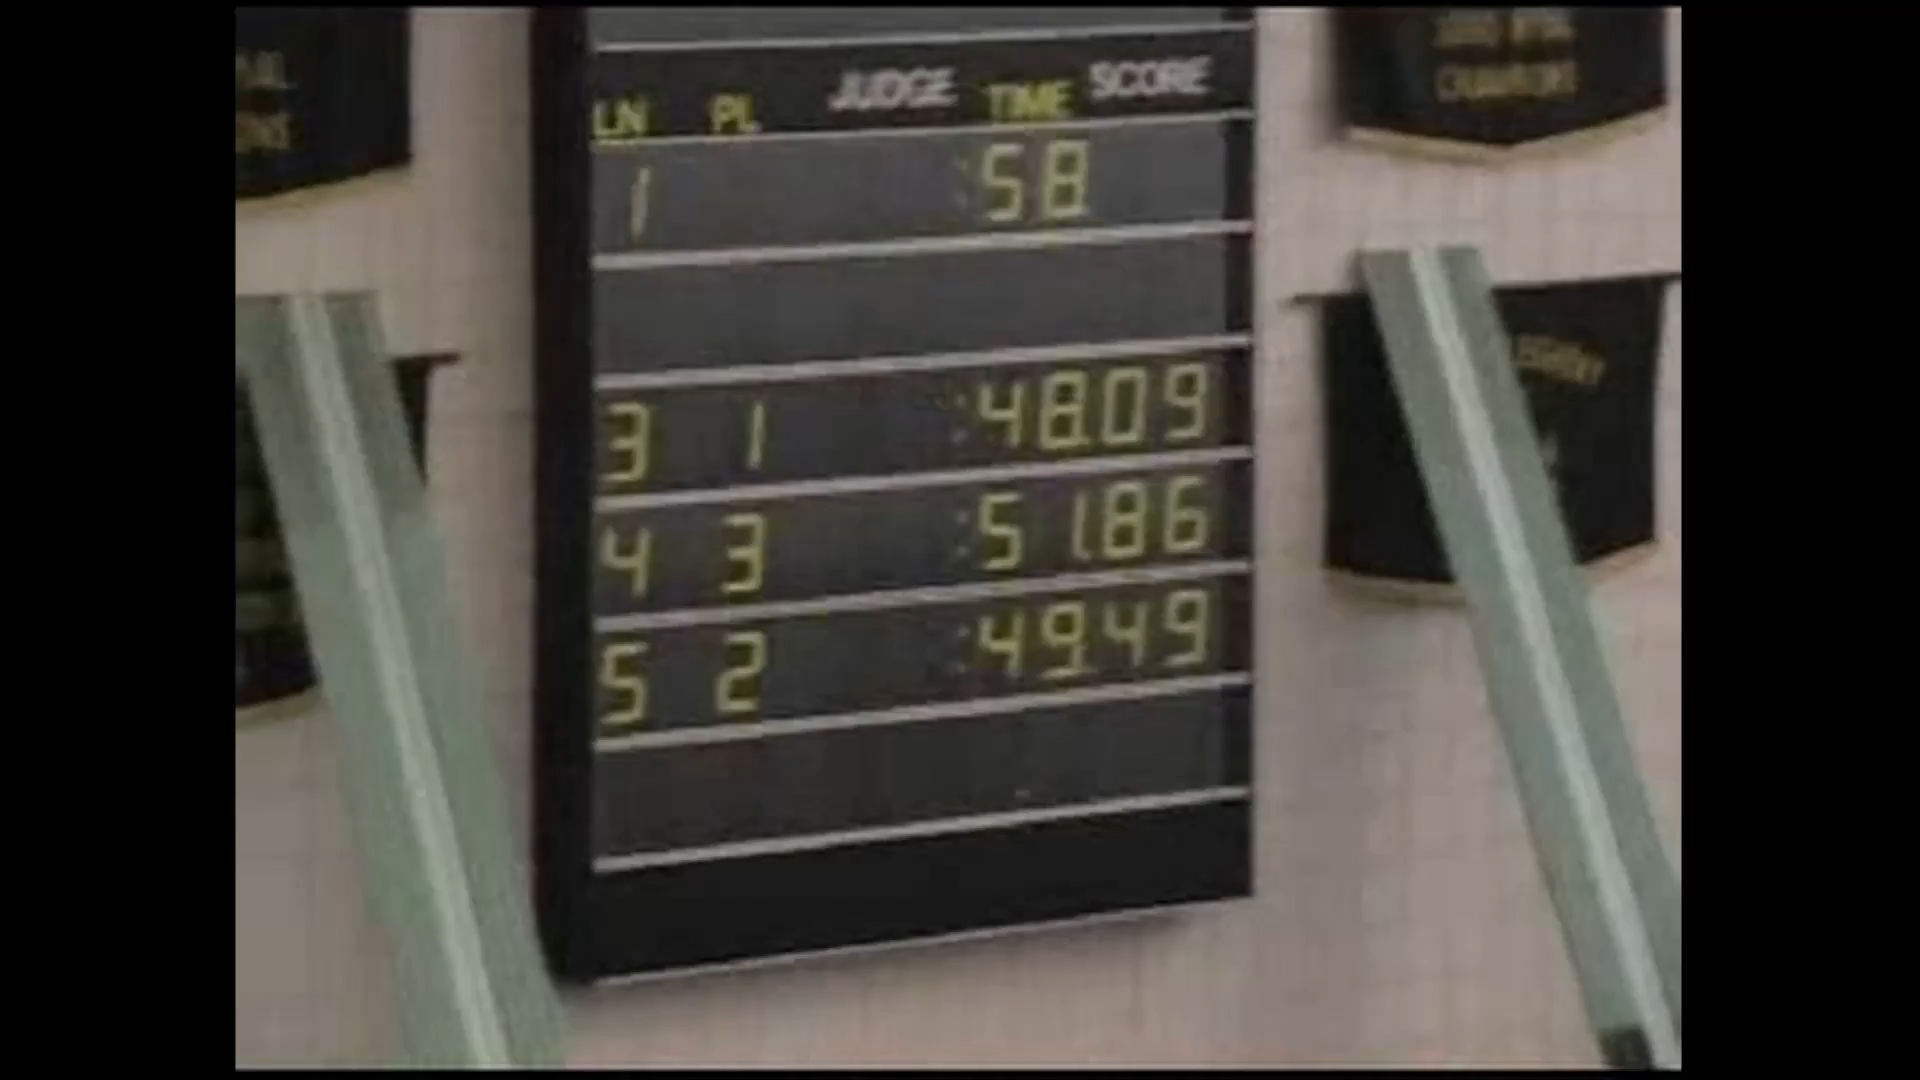 LN PL JUDGE TIME SCORE
1 :58.
3 1 :48.09
4 3 :51.86
5 2 :49.49
CHAMPIONS